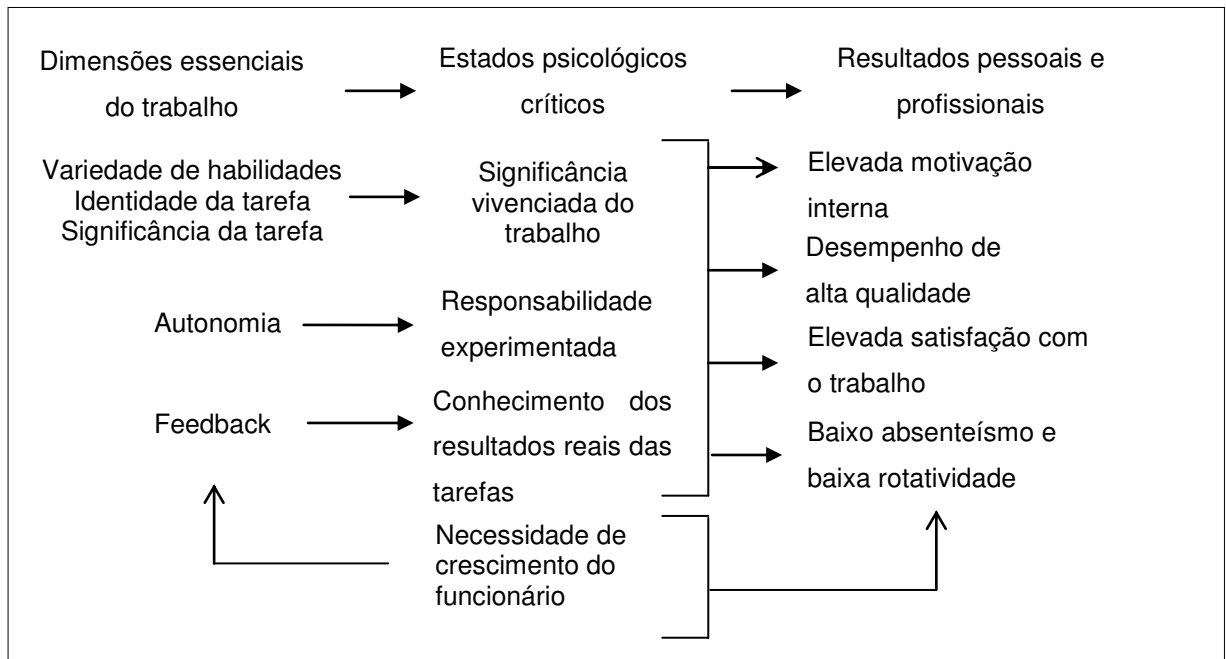 Dimensões essenciais
do trabalho
Estados psicológicos
críticos
Resultados pessoais e
profissionais
Variedade de habilidades
Identidade da tarefa
Significância da tarefa
Significância
vivenciada do
trabalho
Elevada motivação
interna
Desempenho de
alta qualidade
Autonomia
Responsabilidade
experimentada
Elevada satisfação com
o trabalho
Feedback
Conhecimento dos
resultados reais das
tarefas
Baixo absenteísmo e
baixa rotatividade
Necessidade de
crescimento do
funcionário